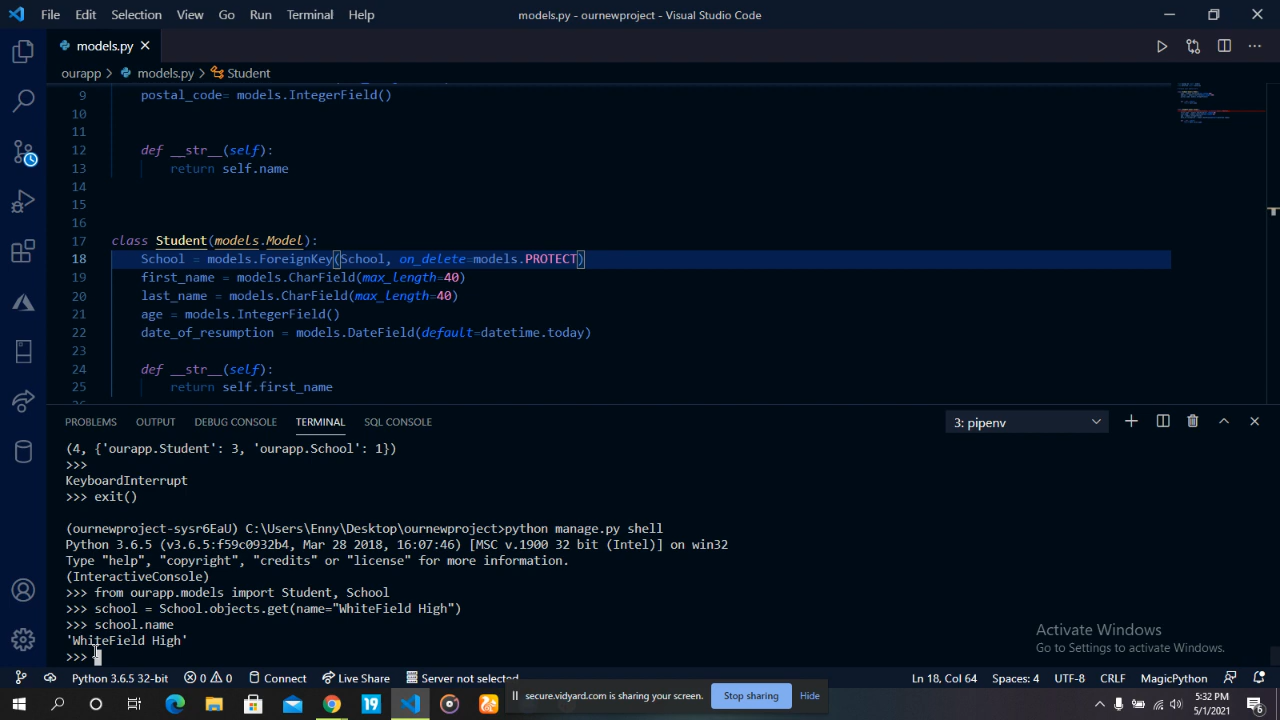 File Edit Selection View Go Run Terminal Help models.py - ournewproject - Visual Studio Code
models.py
ourapp > models.py > Student
9 postal_code= models.IntegerField()
10
11
12 def __str__(self):
13 return self.name
14
15
16
17 class Student(models.Model):
18 School = models.ForeignKey(School, on_delete=models.PROTECT)
19 first_name = models.CharField(max_length=40)
20 last_name = models.CharField(max_length=40)
21 age = models.IntegerField()
22 date_of_resumption = models.DateField(default=datetime.today)
23
24 def __str__(self):
25 return self.first_name
PROBLEMS OUTPUT DEBUG CONSOLE TERMINAL SQL CONSOLE 3: pipenv
(4, {'ourapp.Student': 3, 'ourapp.School': 1})
>>>
KeyboardInterrupt
>>> exit()
(ournewproject-sysr6EaU) C:\Users\Enny\Desktop\ournewproject>python manage.py shell
Python 3.6.5 (v3.6.5:f59c0932b4, Mar 28 2018, 16:07:46) [MSC v.1900 32 bit (Intel)] on win32
Type "help", "copyright", "credits" or "license" for more information.
(InteractiveConsole)
>>> from ourapp.models import Student, School
>>> school = School.objects.get(name="WhiteField High")
>>> school.name
'WhiteField High'
>>>
Activate Windows
Go to Settings to activate Windows.
Python 3.6.5 32-bit 0 0 Connect Live Share Server not selected Ln 18, Col 64 Spaces: 4 UTF-8 CRLF MagicPython
secure.vidyard.com is sharing your screen. Stop sharing Hide
19
5:32 PM
5/1/2021
6